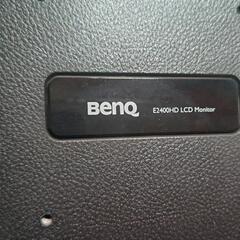 BenQ E2400HD LCD Monitor